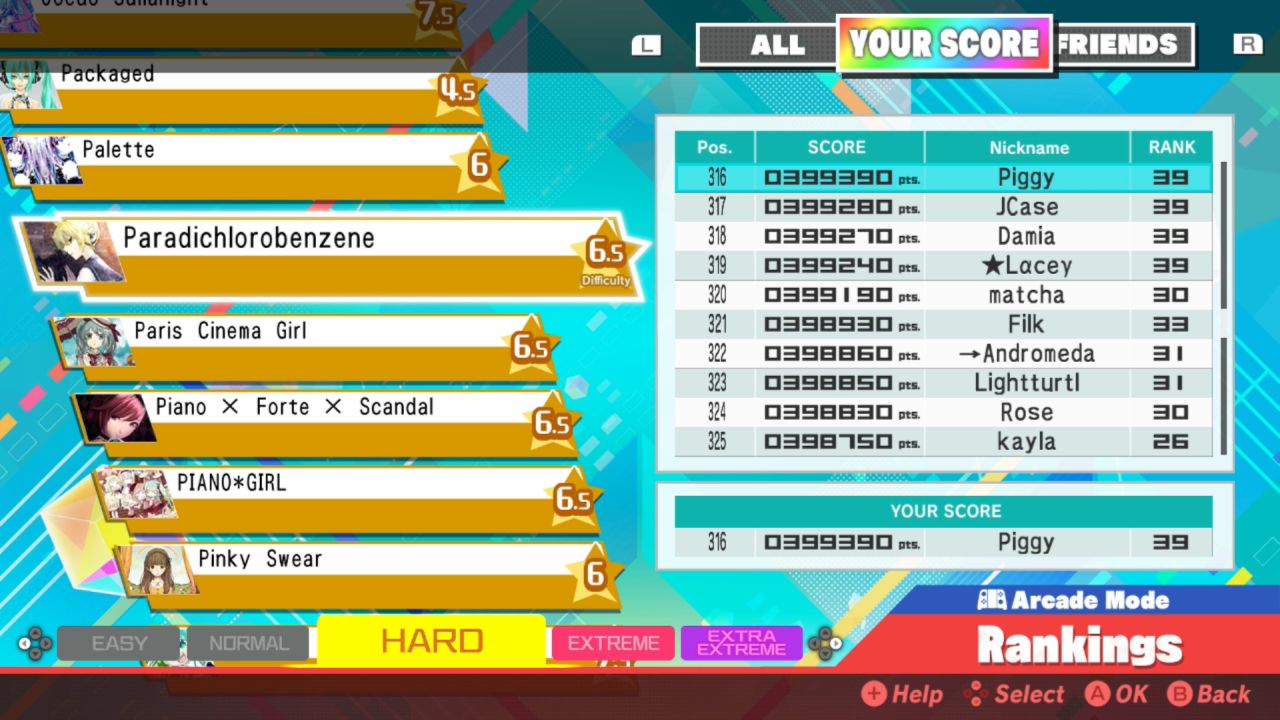 7.5
Packaged
4.5
Palette
6
Paradichlorobenzene
6.5
Difficulty
Paris Cinema Girl
6.5
Piano × Forte × Scandal
6.5
PIANO*GIRL
6.5
Pinky Swear
6
EASY NORMAL HARD EXTREME EXTRA EXTREME
L ALL YOUR SCORE FRIENDS R
Pos. SCORE Nickname RANK
316 0399390 pts. Piggy 39
317 0399280 pts. JCase 39
318 0399270 pts. Damia 39
319 0399240 pts. ★Lαcey 39
320 0399190 pts. matcha 30
321 0398930 pts. Filk 33
322 0398860 pts. →Andromeda 31
323 0398850 pts. Lightturtl 31
324 0398830 pts. Rose 30
325 0398750 pts. kayla 26
YOUR SCORE
316 0399390 pts. Piggy 39
Arcade Mode
Rankings
+ Help Select A OK B Back